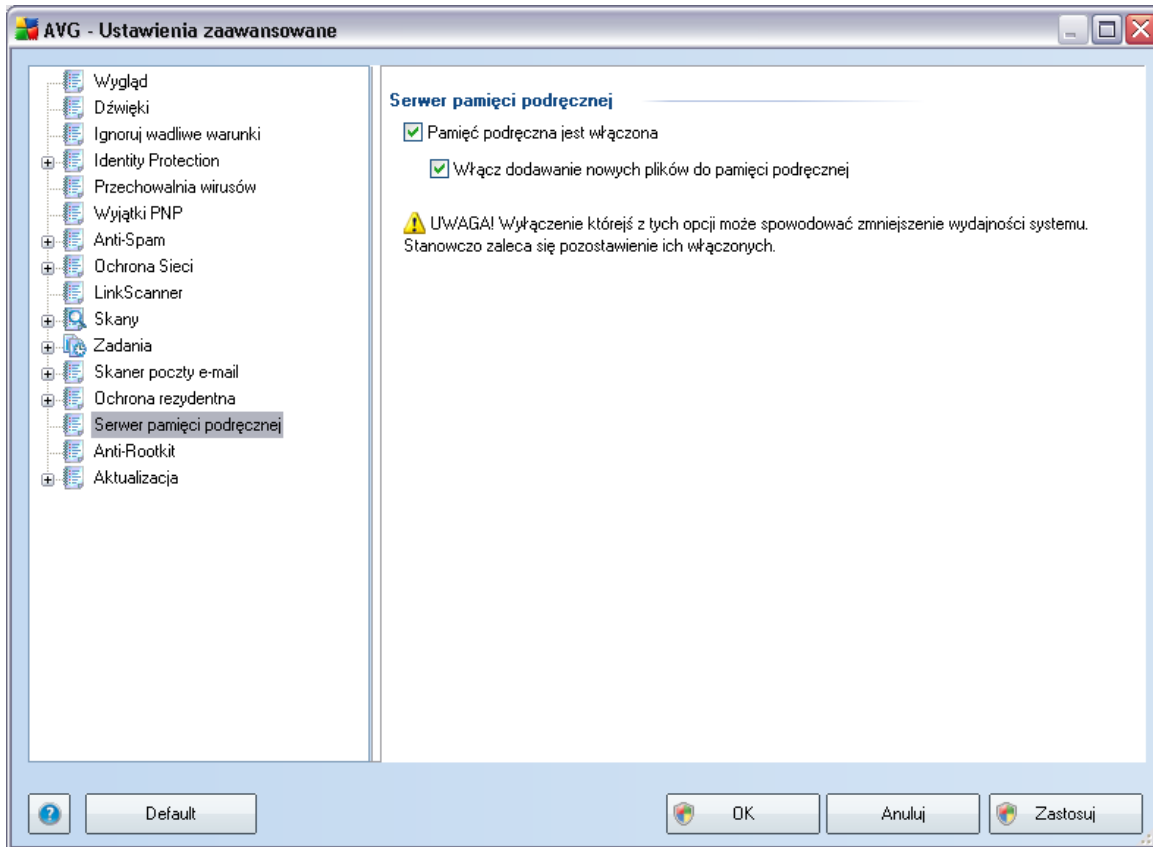 AVG - Ustawienia zaawansowane
Wygląd
Dźwięki
Ignoruj wadliwe warunki
Identity Protection
Przechowalnia wirusów
Wyjątki PNP
Anti-Spam
Ochrona Sieci
LinkScanner
Skany
Zadania
Skaner poczty e-mail
Ochrona rezydentna
Serwer pamięci podręcznej
Anti-Rootkit
Aktualizacja
Serwer pamięci podręcznej
Pamięć podręczna jest włączona
Włącz dodawanie nowych plików do pamięci podręcznej
UWAGA! Wyłączenie którejś z tych opcji może spowodować zmniejszenie wydajności systemu.
Stanowczo zaleca się pozostawienie ich włączonych.
Default
OK
Anuluj
Zastosuj